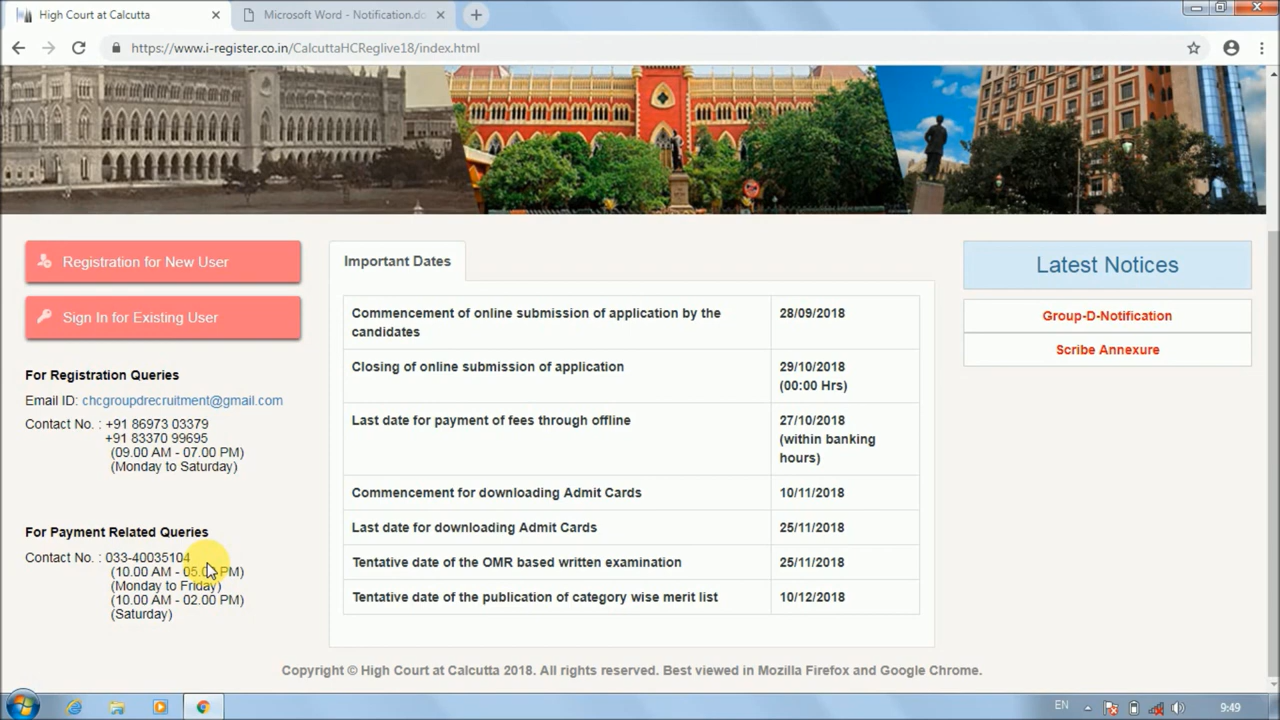 High Court at Calcutta
Microsoft Word - Notification.do
https://www.i-register.co.in/CalcuttaHCReglive18/index.html
Registration for New User
Sign In for Existing User
For Registration Queries
Email ID: chcgroupdrecruitment@gmail.com
Contact No. : +91 86973 03379
+91 83370 99695
(09.00 AM - 07.00 PM)
(Monday to Saturday)
For Payment Related Queries
Contact No. : 033-40035104
(10.00 AM - 05.00 PM)
(Monday to Friday)
(10.00 AM - 02.00 PM)
(Saturday)
Important Dates
Commencement of online submission of application by the
candidates
28/09/2018
Closing of online submission of application
29/10/2018
(00:00 Hrs)
Last date for payment of fees through offline
27/10/2018
(within banking
hours)
Commencement for downloading Admit Cards
10/11/2018
Last date for downloading Admit Cards
25/11/2018
Tentative date of the OMR based written examination
25/11/2018
Tentative date of the publication of category wise merit list
10/12/2018
Latest Notices
Group-D-Notification
Scribe Annexure
Copyright © High Court at Calcutta 2018. All rights reserved. Best viewed in Mozilla Firefox and Google Chrome.
EN
9:49